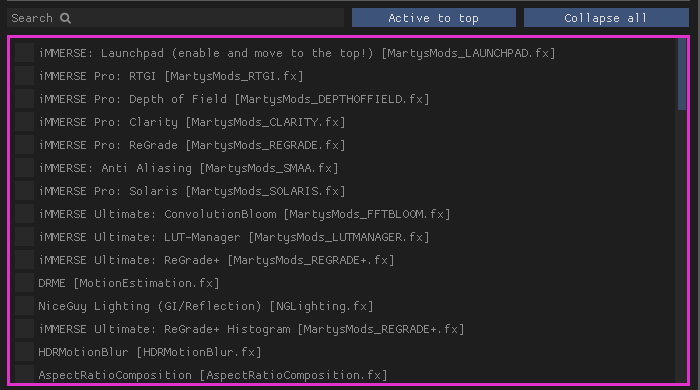 Search
Active to top
Collapse all
iMMERSE: Launchpad (enable and move to the top!) [MartysMods_LAUNCHPAD.fx]
iMMERSE Pro: RTGI [MartysMods_RTGI.fx]
iMMERSE Pro: Depth of Field [MartysMods_DEPTHOFFIELD.fx]
iMMERSE Pro: Clarity [MartysMods_CLARITY.fx]
iMMERSE Pro: ReGrade [MartysMods_REGRADE.fx]
iMMERSE: Anti Aliasing [MartysMods_SMAA.fx]
iMMERSE Pro: Solaris [MartysMods_SOLARIS.fx]
iMMERSE Ultimate: ConvolutionBloom [MartysMods_FFTBLOOM.fx]
iMMERSE Ultimate: LUT-Manager [MartysMods_LUTMANAGER.fx]
iMMERSE Ultimate: ReGrade+ [MartysMods_REGRADE+.fx]
DRME [MotionEstimation.fx]
NiceGuy Lighting (GI/Reflection) [NGLighting.fx]
iMMERSE Ultimate: ReGrade+ Histogram [MartysMods_REGRADE+.fx]
HDRMotionBlur [HDRMotionBlur.fx]
AspectRatioComposition [AspectRatioComposition.fx]